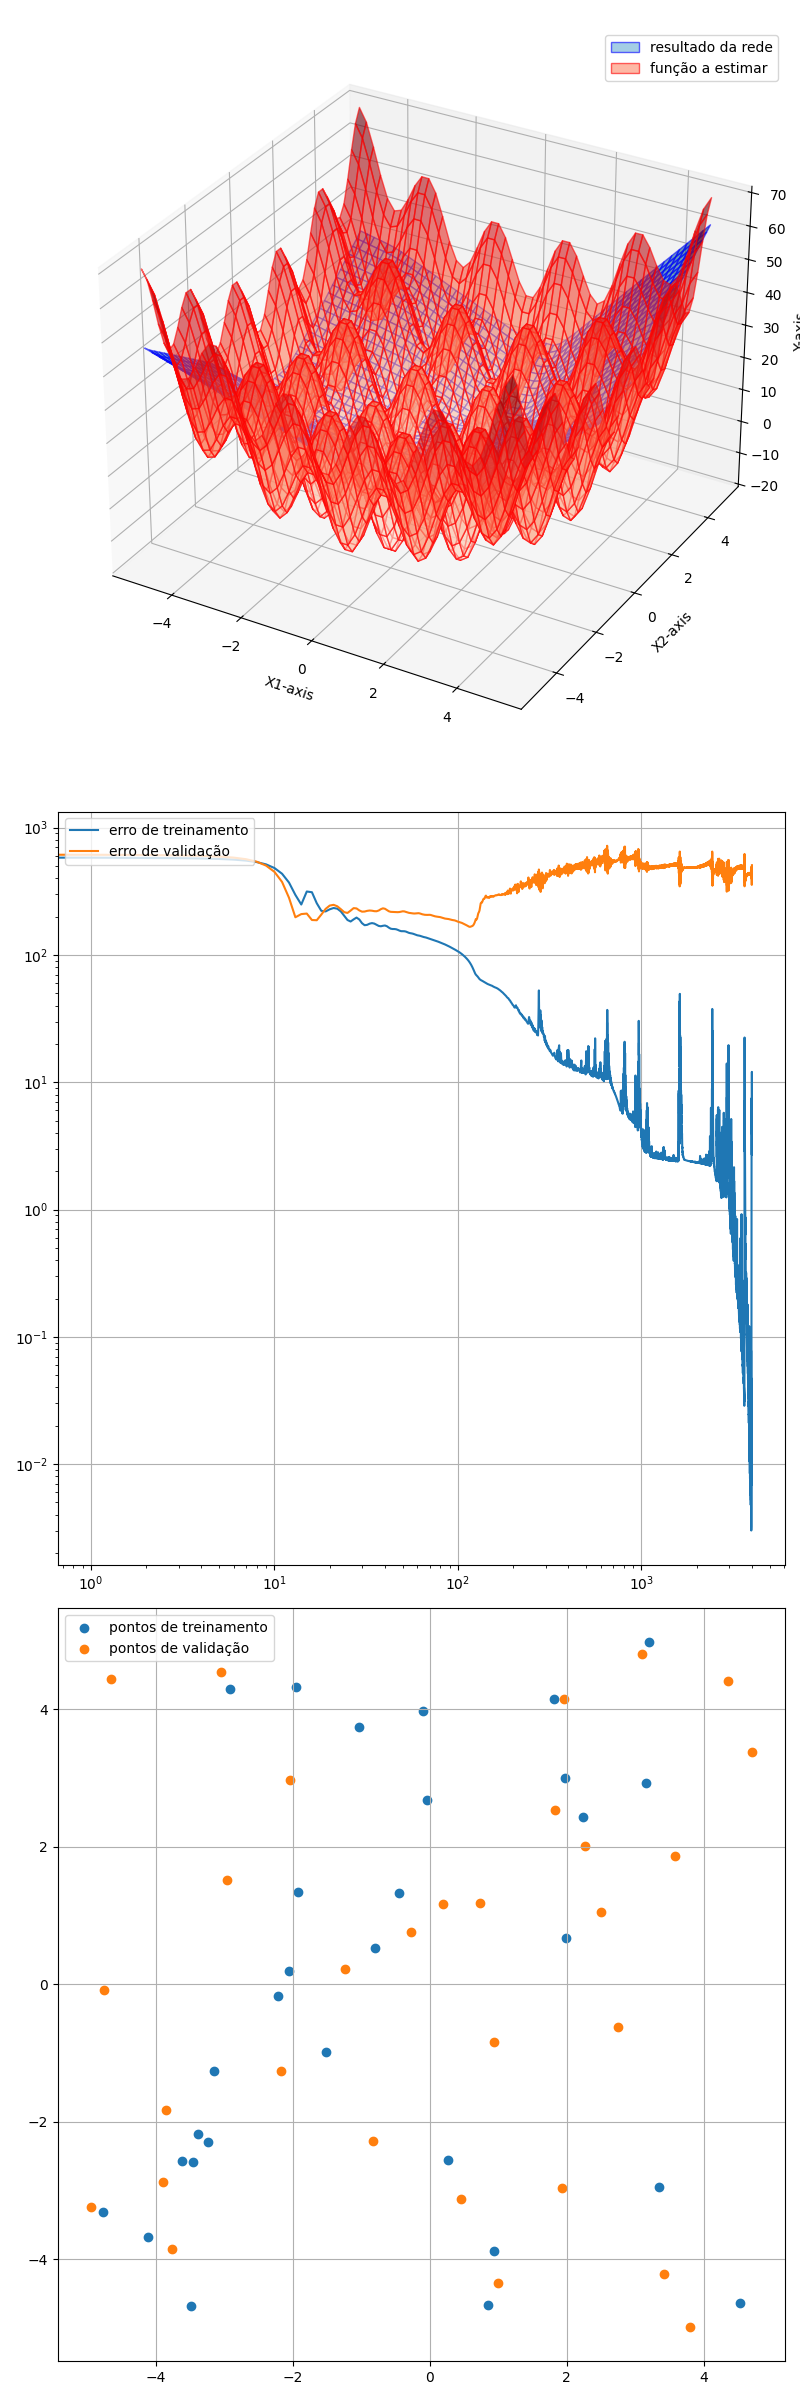 resultado da rede
função a estimar
70
60
50
40
30
20
10
0
−10
−20
Y-axis
4
2
0
−2
−4
X2-axis
−4
−2
0
2
4
X1-axis
erro de treinamento
erro de validação
10³
10²
10¹
10⁰
10⁻¹
10⁻²
10⁰ 10¹ 10² 10³
pontos de treinamento
pontos de validação
4
2
0
−2
−4
−4 −2 0 2 4